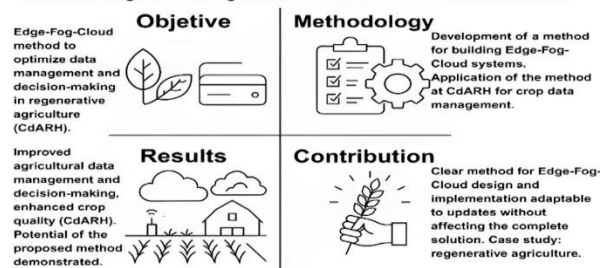 Objetive
Edge-Fog-Cloud
method to
optimize data
management and
decision-making
in regenerative
agriculture
(CdARH).
Methodology
Development of a method
for building Edge-Fog-
Cloud systems.
Application of the method
at CdARH for crop data
management.
Results
Improved
agricultural data
management and
decision-making,
enhanced crop
quality (CdARH).
Potential of the
proposed method
demonstrated.
Contribution
Clear method for Edge-Fog-
Cloud design and
implementation adaptable
to updates without
affecting the complete
solution. Case study:
regenerative agriculture.